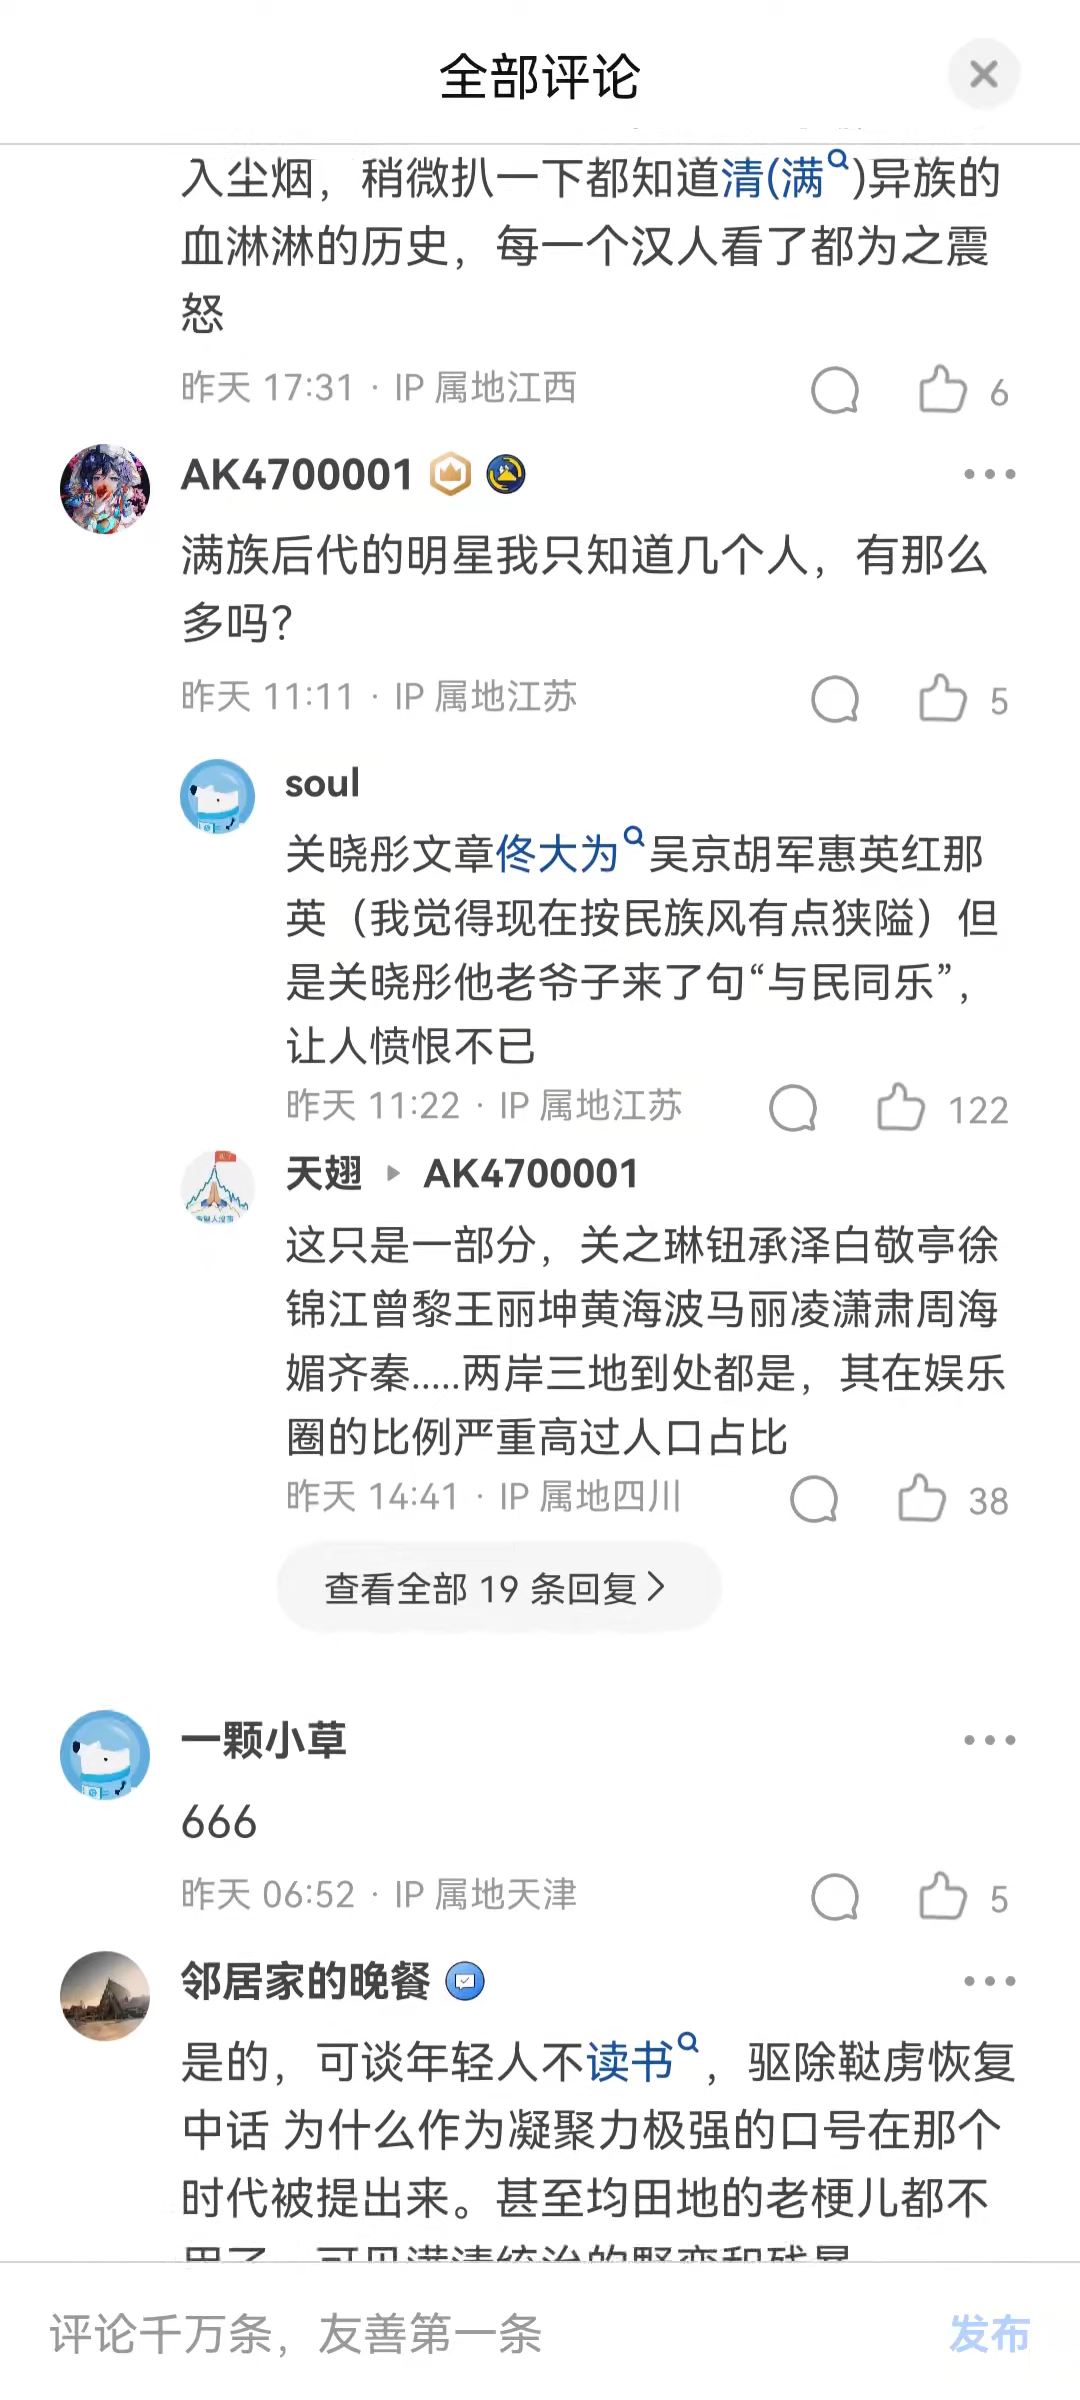 全部评论
入尘烟，稍微扒一下都知道清(满)异族的
血淋淋的历史，每一个汉人看了都为之震
怒
昨天 17:31 · IP 属地江西
6
AK4700001
满族后代的明星我只知道几个人，有那么
多吗?
昨天 11:11 · IP 属地江苏
5
soul
关晓彤文章佟大为吴京胡军惠英红那
英（我觉得现在按民族风有点狭隘）但
是关晓彤他老爷子来了句“与民同乐”，
让人愤恨不已
昨天 11:22 · IP 属地江苏
122
天翅 ▸ AK4700001
这只是一部分，关之琳钮承泽白敬亭徐
锦江曾黎王丽坤黄海波马丽凌潇肃周海
媚齐秦.....两岸三地到处都是，其在娱乐
圈的比例严重高过人口占比
昨天 14:41 · IP 属地四川
38
查看全部 19 条回复
一颗小草
666
昨天 06:52 · IP 属地天津
5
邻居家的晚餐
是的，可谈年轻人不读书，驱除鞑虏恢复
中话 为什么作为凝聚力极强的口号在那个
时代被提出来。甚至均田地的老梗儿都不
用了，可见满清统治的野蛮和残暴
评论千万条，友善第一条
发布